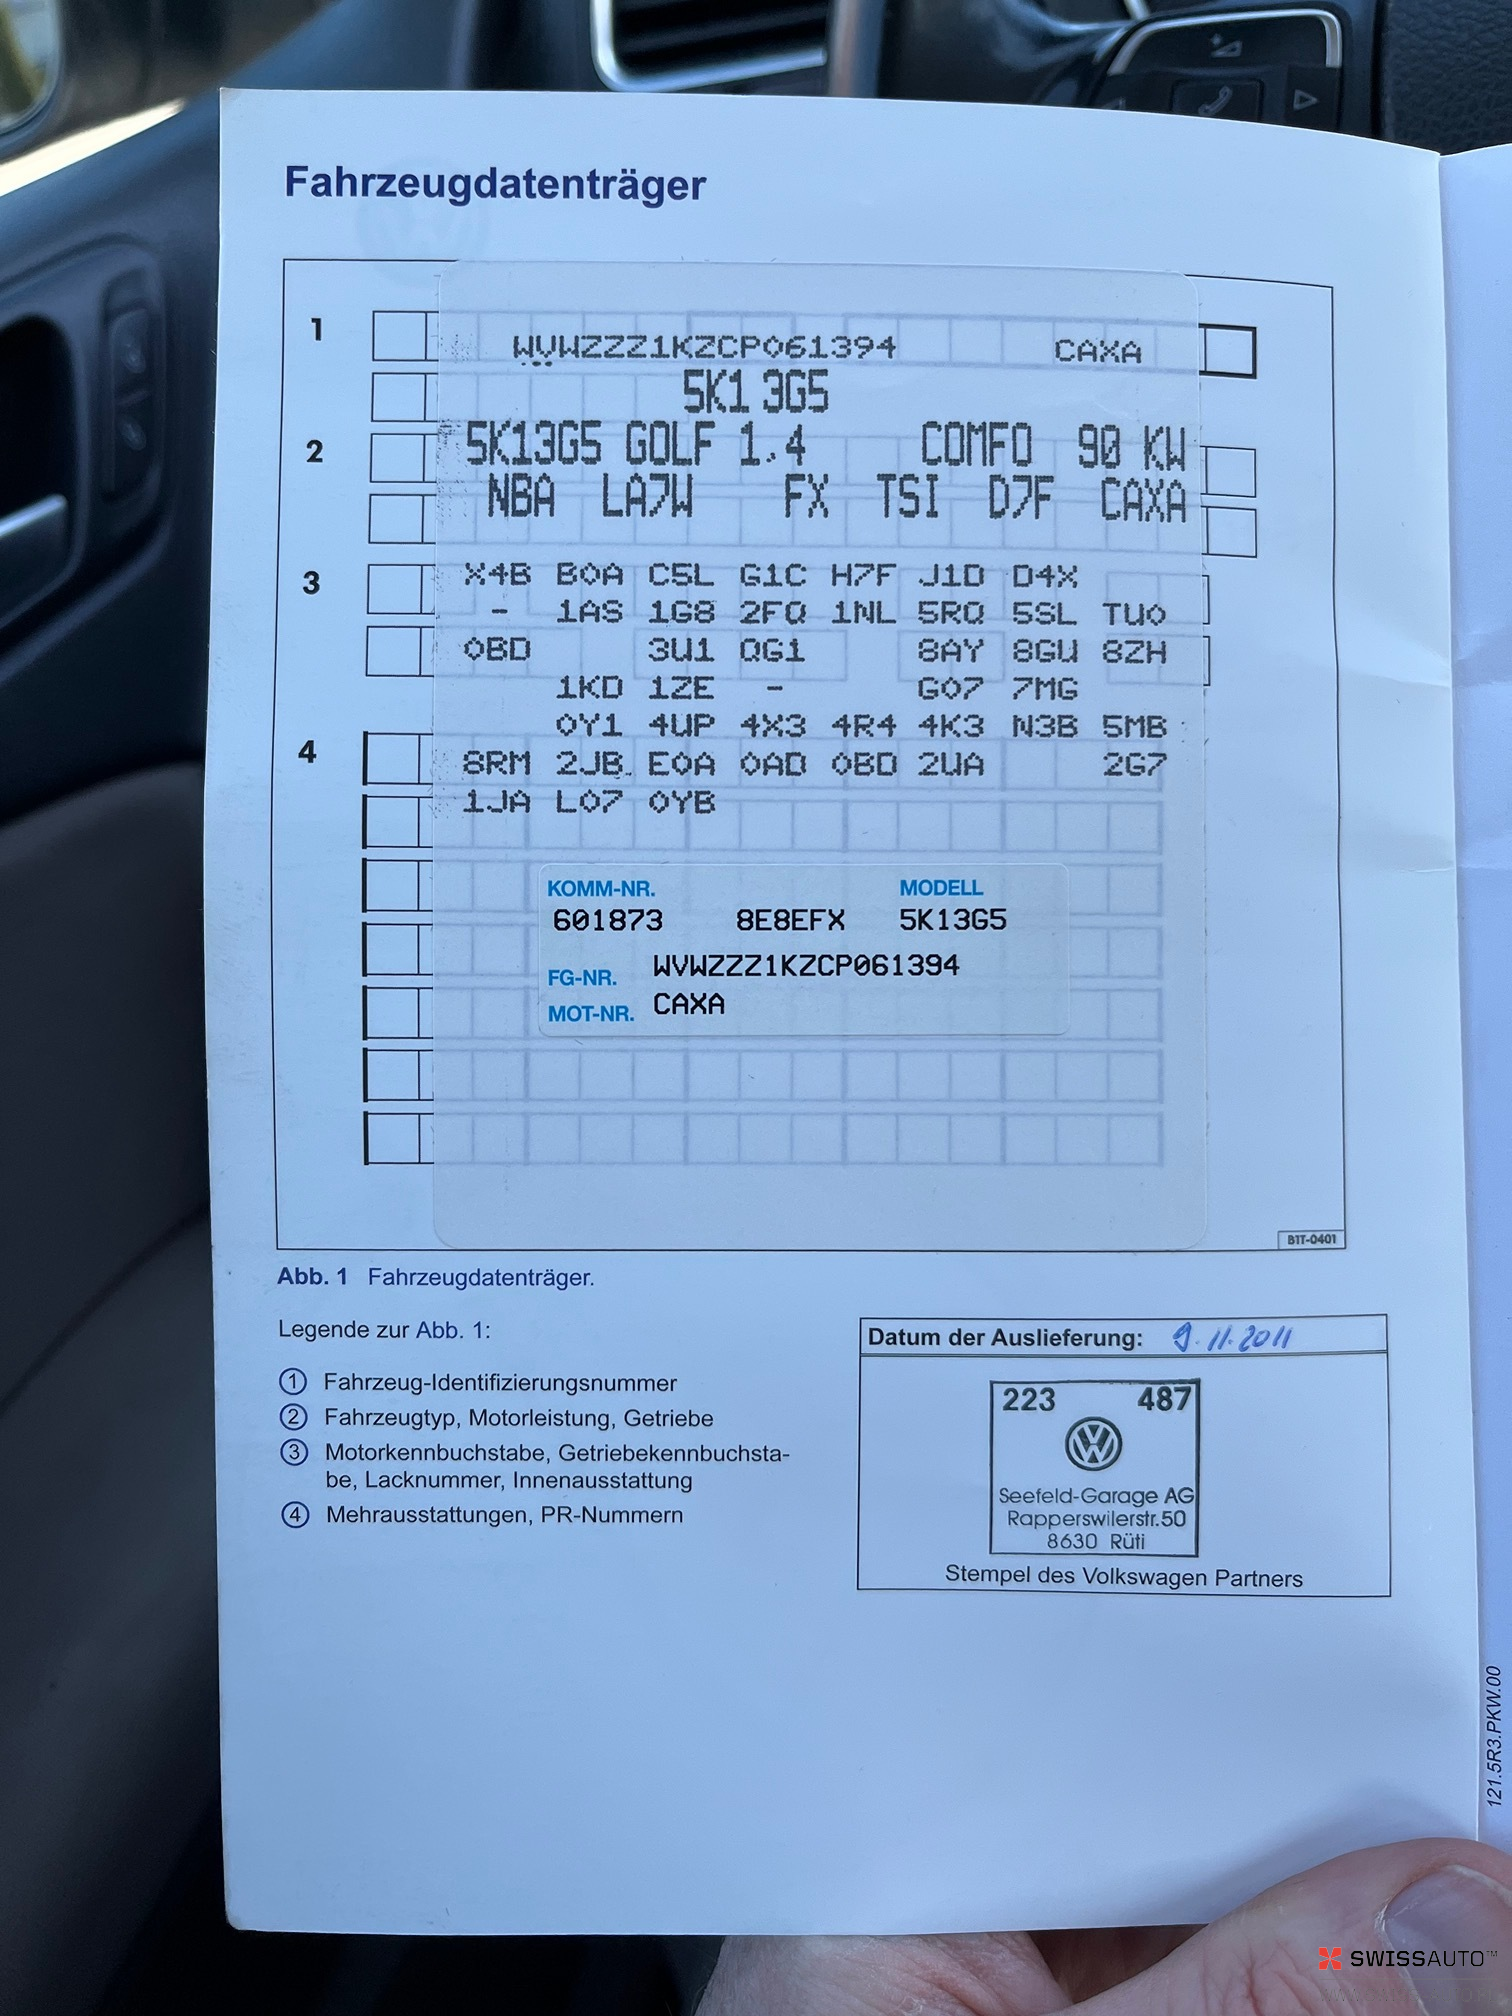 Fahrzeugdatenträger
1
WVWZZZ1KZCP061394 CAXA
5K1 3G5
2
5K13G5 GOLF 1.4 COMFO 90 KW
NBA LA7W FX TSI D7F CAXA
3
X4B B0A C5L G1C H7F J1D D4X
- 1AS 1G8 2FQ 1NL 5RQ 5SL TU0
0BD 3U1 QG1 8AY 8GU 8ZH
1KD 1ZE - G07 7MG
0Y1 4UP 4X3 4R4 4K3 N3B 5MB
4
8RM 2JB E0A 0AD 0BD 2UA 2G7
1JA L07 0YB
KOMM-NR. MODELL
601873 8E8EFX 5K13G5
FG-NR. WVWZZZ1KZCP061394
MOT-NR. CAXA
B1T-0401
Abb. 1 Fahrzeugdatenträger.
Legende zur Abb. 1:
1 Fahrzeug-Identifizierungsnummer
2 Fahrzeugtyp, Motorleistung, Getriebe
3 Motorkennbuchstabe, Getriebekennbuchsta-
be, Lacknummer, Innenausstattung
4 Mehrausstattungen, PR-Nummern
Datum der Auslieferung: 9.11.2011
223 487
Seefeld-Garage AG
Rapperswilerstr.50
8630 Rüti
Stempel des Volkswagen Partners
121.5R3.PKW.00
SWISSAUTO™